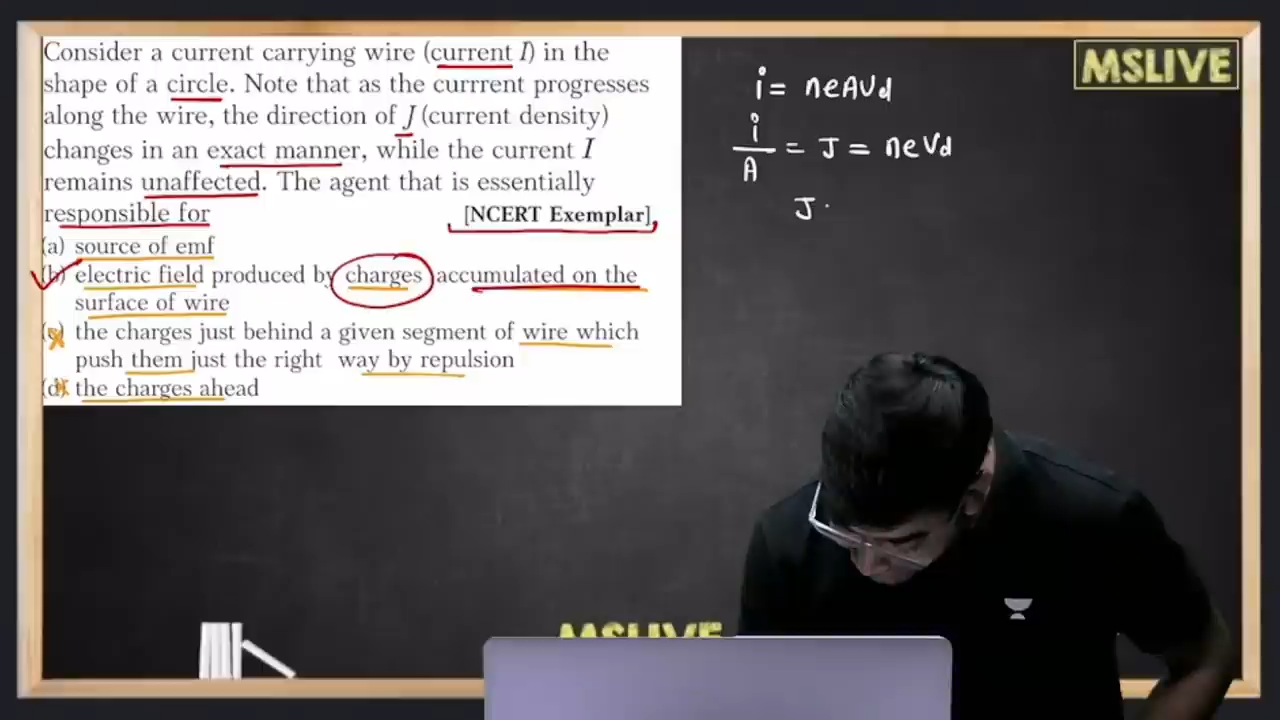 Consider a current carrying wire (current I) in the
shape of a circle. Note that as the currrent progresses
along the wire, the direction of J (current density)
changes in an exact manner, while the current I
remains unaffected. The agent that is essentially
responsible for [NCERT Exemplar]
(a) source of emf
(b) electric field produced by charges accumulated on the
surface of wire
(c) the charges just behind a given segment of wire which
push them just the right way by repulsion
(d) the charges ahead
MSLIVE
i = neAVd
i/A = J = neVd
J
MSLIVE